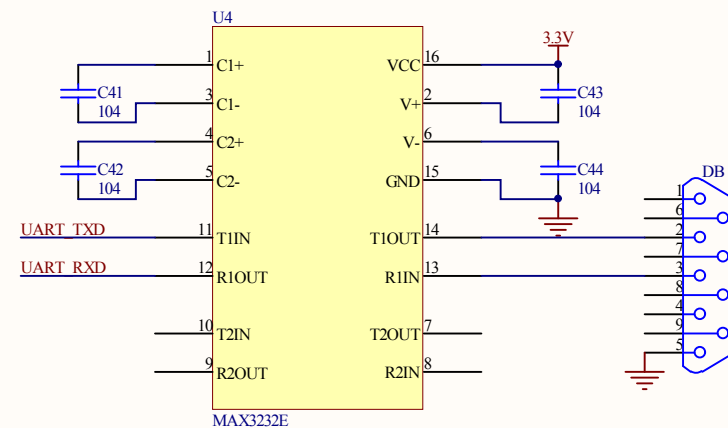 U4
3.3V
1 C1+ VCC 16
C41 104
3 C1- V+ 2
C43 104
4 C2+ V- 6
C42 104
5 C2- GND 15
C44 104
DB
UART_TXD 11 T1IN T1OUT 14
UART_RXD 12 R1OUT R1IN 13
10 T2IN T2OUT 7
9 R2OUT R2IN 8
1
6
2
7
3
8
4
9
5
MAX3232E